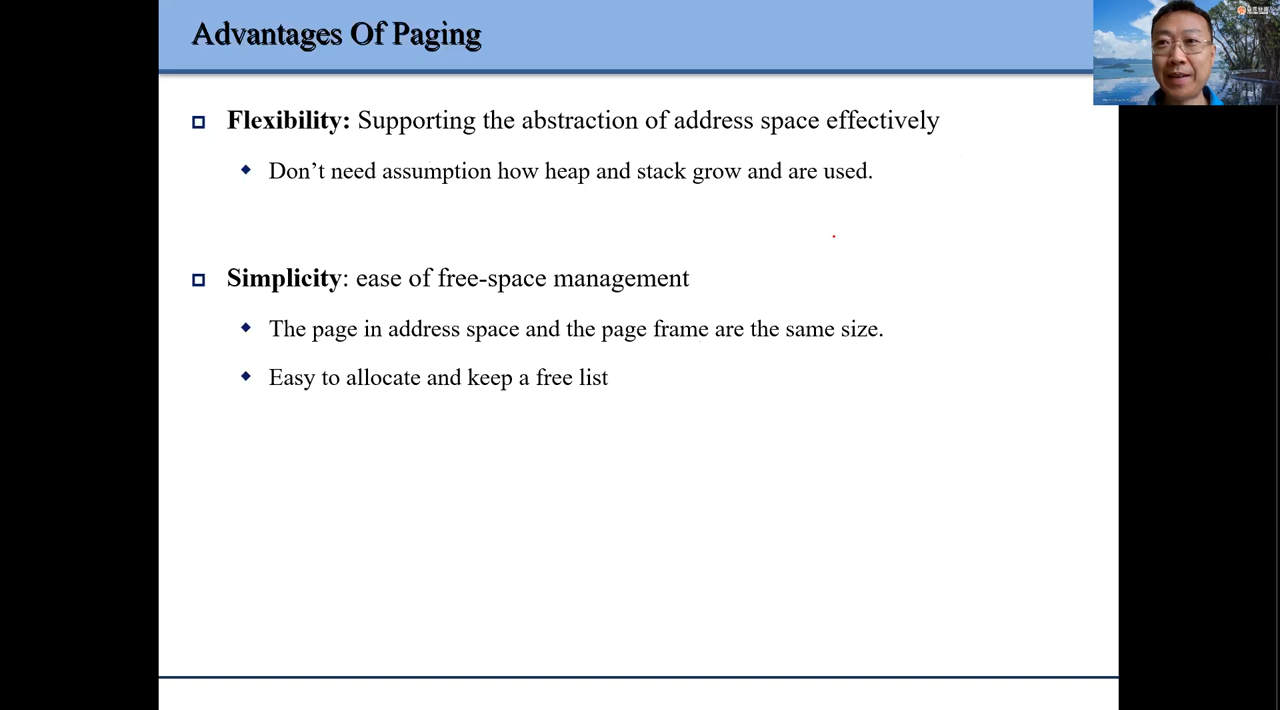 Advantages Of Paging
Flexibility: Supporting the abstraction of address space effectively
Don’t need assumption how heap and stack grow and are used.
Simplicity: ease of free-space management
The page in address space and the page frame are the same size.
Easy to allocate and keep a free list